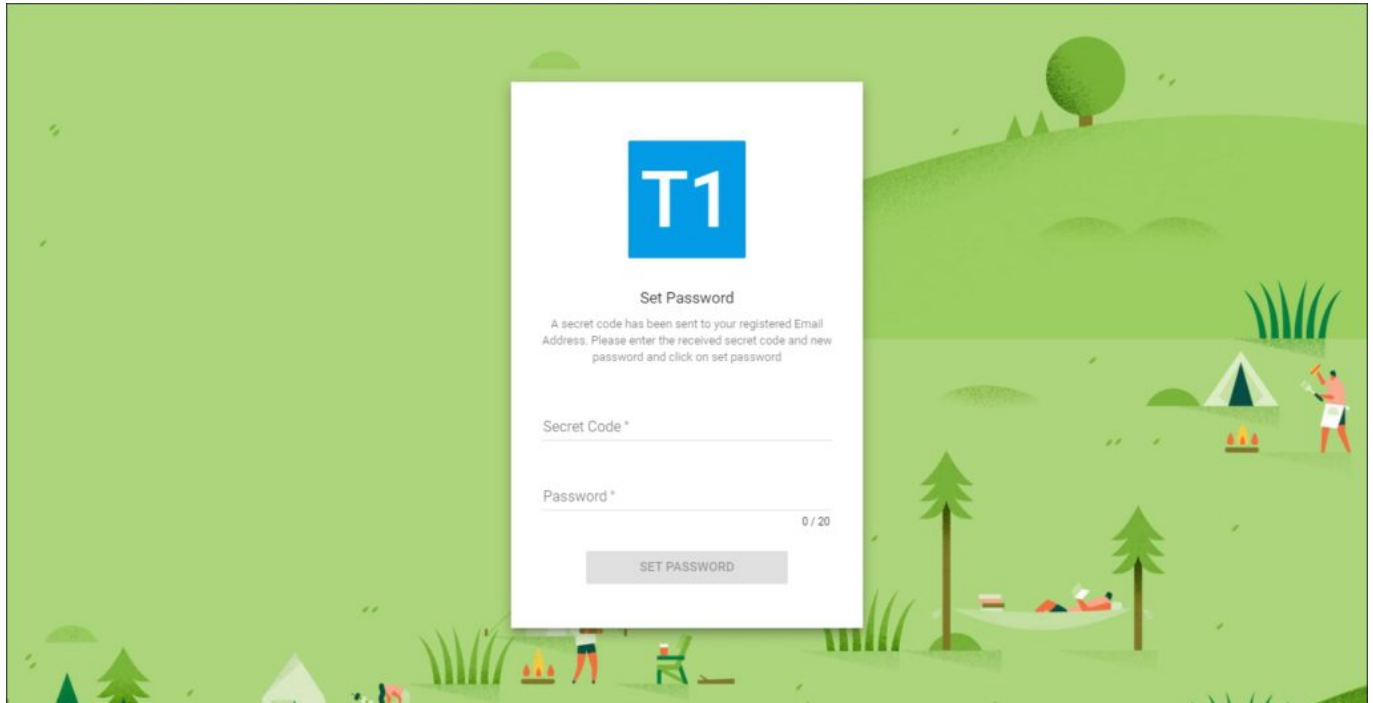 T1
Set Password
A secret code has been sent to your registered Email
Address. Please enter the received secret code and new
password and click on set password
Secret Code *
Password *
0 / 20
SET PASSWORD